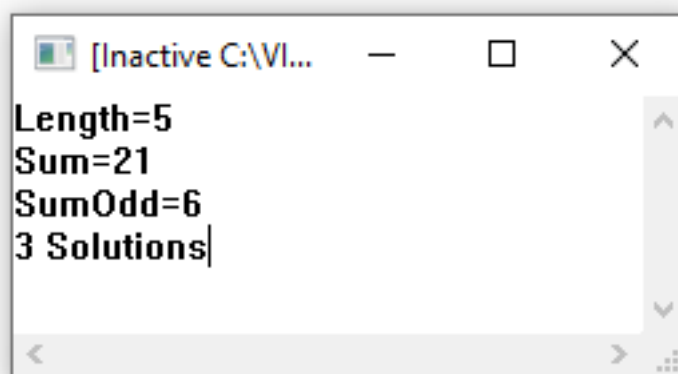 [Inactive C:\VI...
Length=5
Sum=21
SumOdd=6
3 Solutions